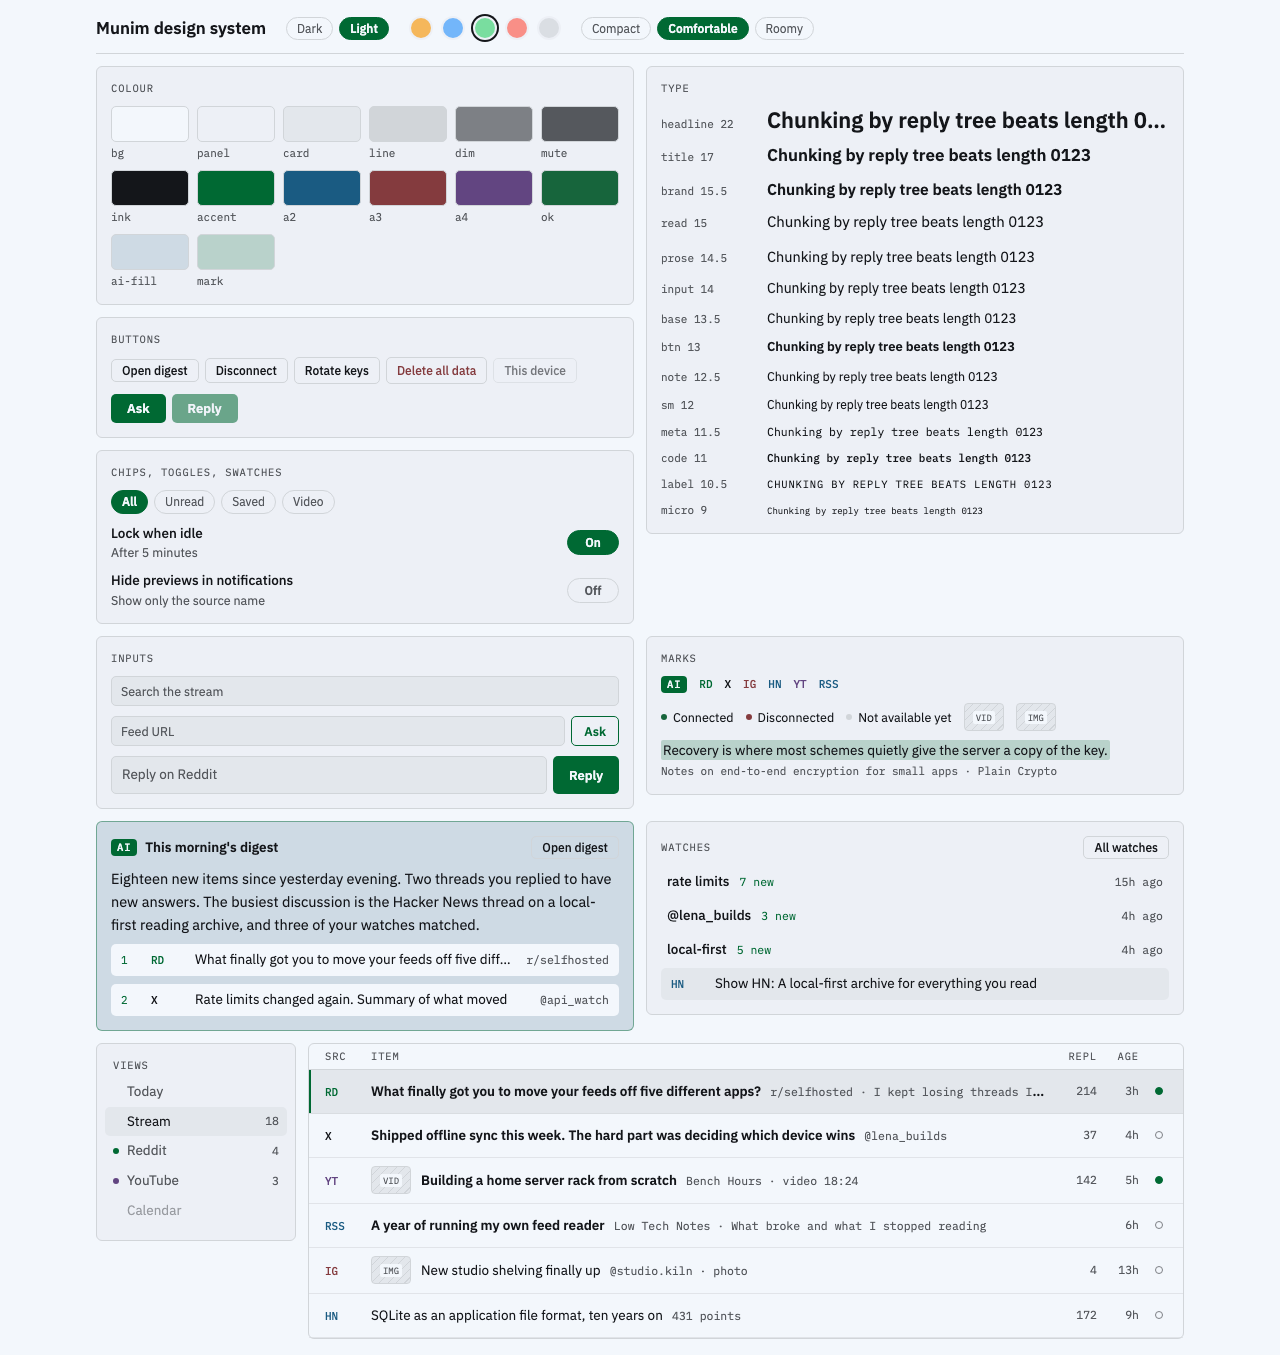 Munim design system
Dark
Light
Compact
Comfortable
Roomy
COLOUR
bg
panel
card
line
dim
mute
ink
accent
a2
a3
a4
ok
ai-fill
mark
TYPE
headline 22
Chunking by reply tree beats length 0...
title 17
Chunking by reply tree beats length 0123
brand 15.5
Chunking by reply tree beats length 0123
read 15
Chunking by reply tree beats length 0123
prose 14.5
Chunking by reply tree beats length 0123
input 14
Chunking by reply tree beats length 0123
base 13.5
Chunking by reply tree beats length 0123
btn 13
Chunking by reply tree beats length 0123
note 12.5
Chunking by reply tree beats length 0123
sm 12
Chunking by reply tree beats length 0123
meta 11.5
Chunking by reply tree beats length 0123
code 11
Chunking by reply tree beats length 0123
label 10.5
CHUNKING BY REPLY TREE BEATS LENGTH 0123
micro 9
Chunking by reply tree beats length 0123
BUTTONS
Open digest
Disconnect
Rotate keys
Delete all data
This device
Ask
Reply
CHIPS, TOGGLES, SWATCHES
All
Unread
Saved
Video
Lock when idle
After 5 minutes
On
Hide previews in notifications
Show only the source name
Off
INPUTS
Search the stream
Feed URL
Ask
Reply on Reddit
Reply
MARKS
AI RD X IG HN YT RSS
Connected
Disconnected
Not available yet
VID
IMG
Recovery is where most schemes quietly give the server a copy of the key.
Notes on end-to-end encryption for small apps · Plain Crypto
AI This morning's digest
Open digest
Eighteen new items since yesterday evening. Two threads you replied to have
new answers. The busiest discussion is the Hacker News thread on a local-
first reading archive, and three of your watches matched.
1 RD What finally got you to move your feeds off five diff... r/selfhosted
2 X Rate limits changed again. Summary of what moved @api_watch
WATCHES
All watches
rate limits 7 new 15h ago
@lena_builds 3 new 4h ago
local-first 5 new 4h ago
HN Show HN: A local-first archive for everything you read
VIEWS
Today
Stream 18
Reddit 4
YouTube 3
Calendar
SRC ITEM REPL AGE
RD What finally got you to move your feeds off five different apps? r/selfhosted · I kept losing threads I... 214 3h
X Shipped offline sync this week. The hard part was deciding which device wins @lena_builds 37 4h
YT VID Building a home server rack from scratch Bench Hours · video 18:24 142 5h
RSS A year of running my own feed reader Low Tech Notes · What broke and what I stopped reading 6h
IG IMG New studio shelving finally up @studio.kiln · photo 4 13h
HN SQLite as an application file format, ten years on 431 points 172 9h